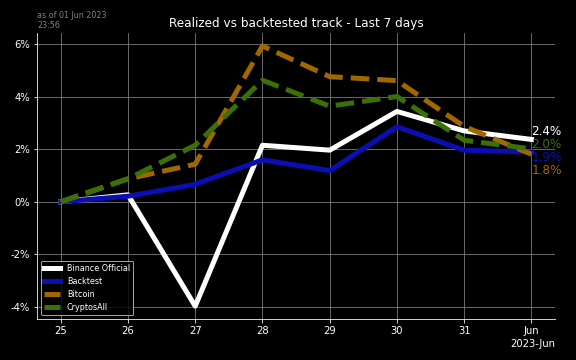 as of 01 Jun 2023
23:56
Realized vs backtested track - Last 7 days
6%
4%
2%
0%
-2%
-4%
2.4%
2.0%
1.9%
1.8%
Binance Official
Backtest
Bitcoin
CryptosAll
25 26 27 28 29 30 31 Jun
2023-Jun